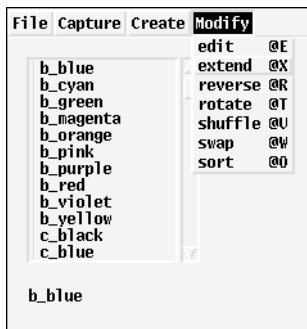 File Capture Create Modify
edit @E
extend @X
reverse @R
rotate @T
shuffle @U
swap @W
sort @O
b_blue
b_cyan
b_green
b_magenta
b_orange
b_pink
b_purple
b_red
b_violet
b_yellow
c_black
c_blue
b_blue